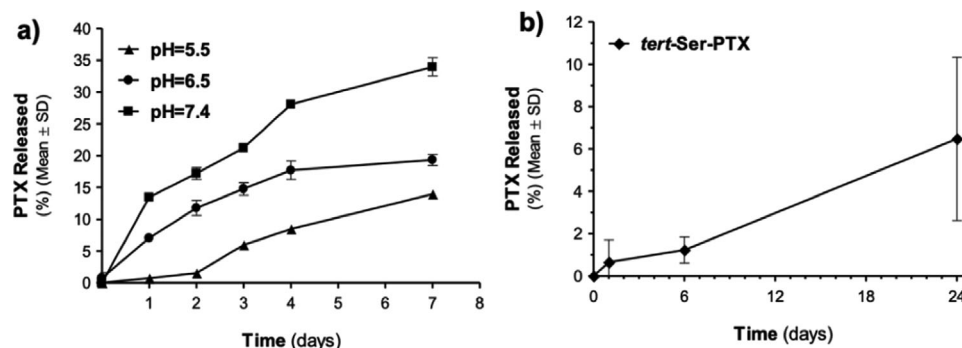 a)
pH=5.5
pH=6.5
pH=7.4
PTX Released
(%) (Mean ± SD)
40
35
30
25
20
15
10
5
0
1 2 3 4 5 6 7 8
Time (days)
b)
tert-Ser-PTX
PTX Released
(%) (Mean ± SD)
12
10
8
6
4
2
0
0 6 12 18 24
Time (days)